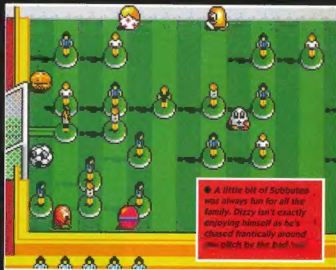 ● A little bit of Subbuteo
was always fun for all the
family. Dizzy isn't exactly
enjoying himself as he's
chased frantically around
pitch by the bad